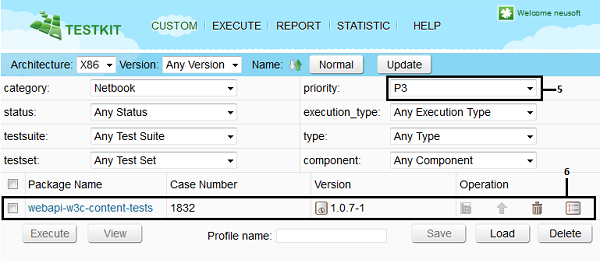 Welcome neusoft
TESTKIT
CUSTOM EXECUTE REPORT STATISTIC HELP
Architecture: X86 Version: Any Version Name: Normal Update
category: Netbook priority: P3
5
status: Any Status execution_type: Any Execution Type
testsuite: Any Test Suite type: Any Type
testset: Any Test Set component: Any Component
6
Package Name Case Number Version Operation
webapi-w3c-content-tests 1832 1.0.7-1
Execute View Profile name: Save Load Delete